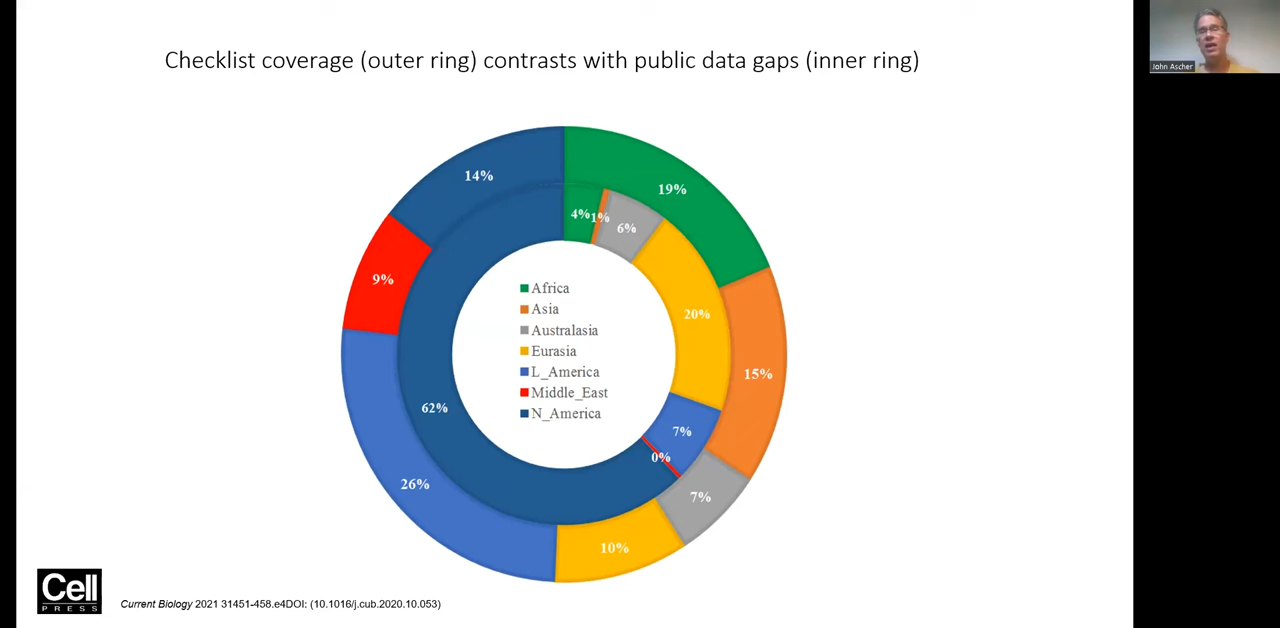 Checklist coverage (outer ring) contrasts with public data gaps (inner ring)
John Ascher
14%
19%
4%
1%
6%
9%
20%
Africa
Asia
Australasia
Eurasia
L_America
Middle_East
N_America
15%
62%
7%
0%
26%
7%
10%
Cell
PRESS
Current Biology 2021 31451-458.e4DOI: (10.1016/j.cub.2020.10.053)